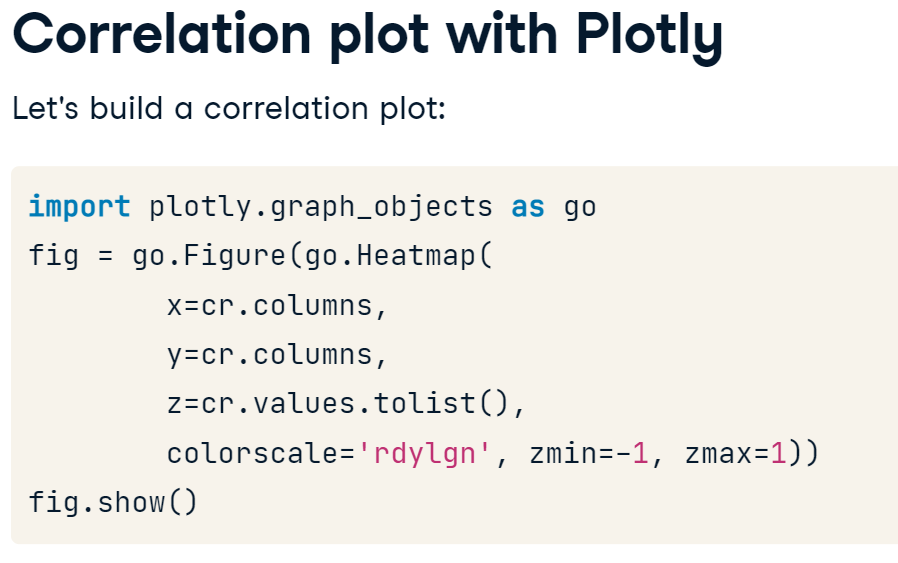 Correlation plot with Plotly
Let's build a correlation plot:
import plotly.graph_objects as go
fig = go.Figure(go.Heatmap(
        x=cr.columns,
        y=cr.columns,
        z=cr.values.tolist(),
        colorscale='rdylgn', zmin=-1, zmax=1))
fig.show()